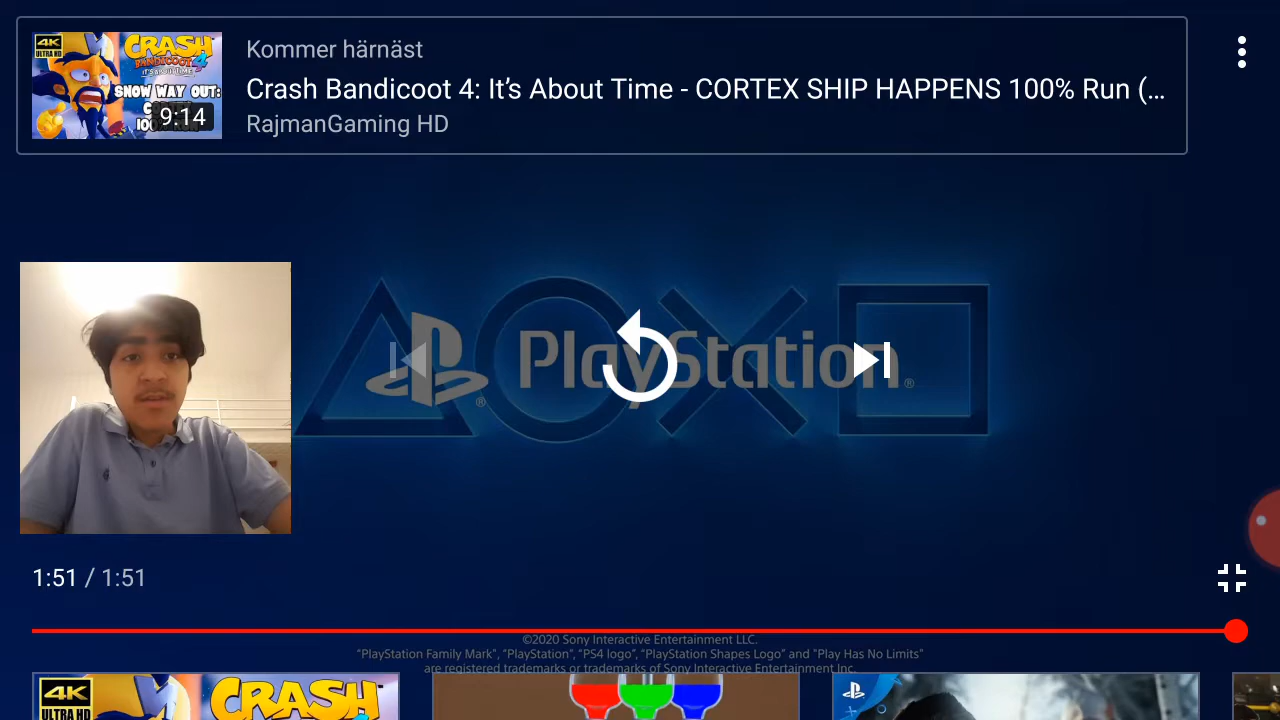 4K
ULTRA HD
CRASH
BANDICOOT 4
IT'S ABOUT TIME
SNOW WAY OUT:
9:14
Kommer härnäst
Crash Bandicoot 4: It’s About Time - CORTEX SHIP HAPPENS 100% Run (...
RajmanGaming HD
PlayStation®
1:51 / 1:51
©2020 Sony Interactive Entertainment LLC.
"PlayStation Family Mark", "PlayStation", "PS4 logo", "PlayStation Shapes Logo" and "Play Has No Limits"
are registered trademarks or trademarks of Sony Interactive Entertainment Inc.
4K
ULTRA HD
CRASH